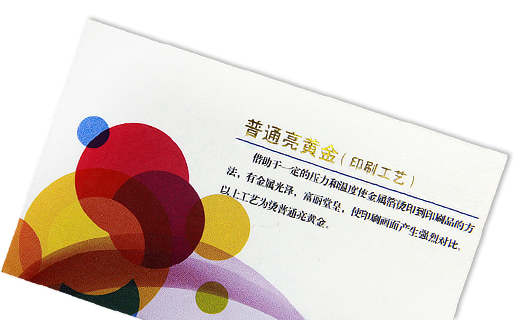 普通亮黄金(印刷工艺)
借助于一定的压力和温度使金属箔烫印到印刷品的方
法,有金属光泽,富丽堂皇,使印刷画面产生强烈对比。
以上工艺为烫普通亮黄金。